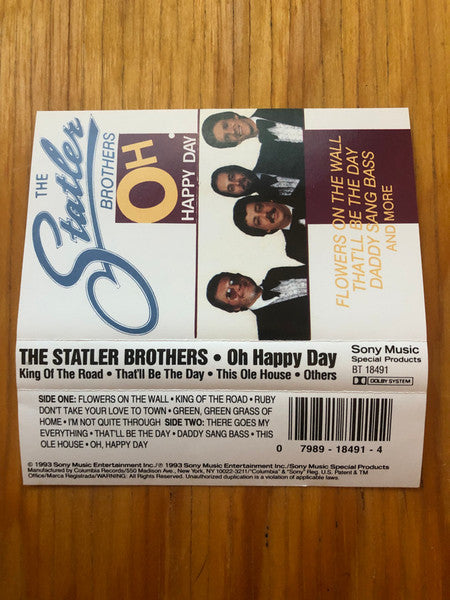 THE
Statler
BROTHERS
OH
HAPPY DAY
FLOWERS ON THE WALL
THAT'LL BE THE DAY
DADDY SANG BASS
AND MORE
THE STATLER BROTHERS • Oh Happy Day
King Of The Road • That'll Be The Day • This Ole House • Others
Sony Music
Special Products
BT 18491
DOLBY SYSTEM
SIDE ONE: FLOWERS ON THE WALL • KING OF THE ROAD • RUBY
DON'T TAKE YOUR LOVE TO TOWN • GREEN, GREEN GRASS OF
HOME • I'M NOT QUITE THROUGH SIDE TWO: THERE GOES MY
EVERYTHING • THAT'LL BE THE DAY • DADDY SANG BASS • THIS
OLE HOUSE • OH, HAPPY DAY
0 7989-18491-4
© 1993 Sony Music Entertainment Inc./℗ 1993 Sony Music Entertainment Inc./Sony Music Special Products
Manufactured by Columbia Records/550 Madison Ave., New York, NY 10022-3211/"Columbia" & "Sony" Reg. U.S. Patent & TM
Office/Marca Registrada/WARNING: All Rights Reserved. Unauthorized duplication is a violation of applicable laws.